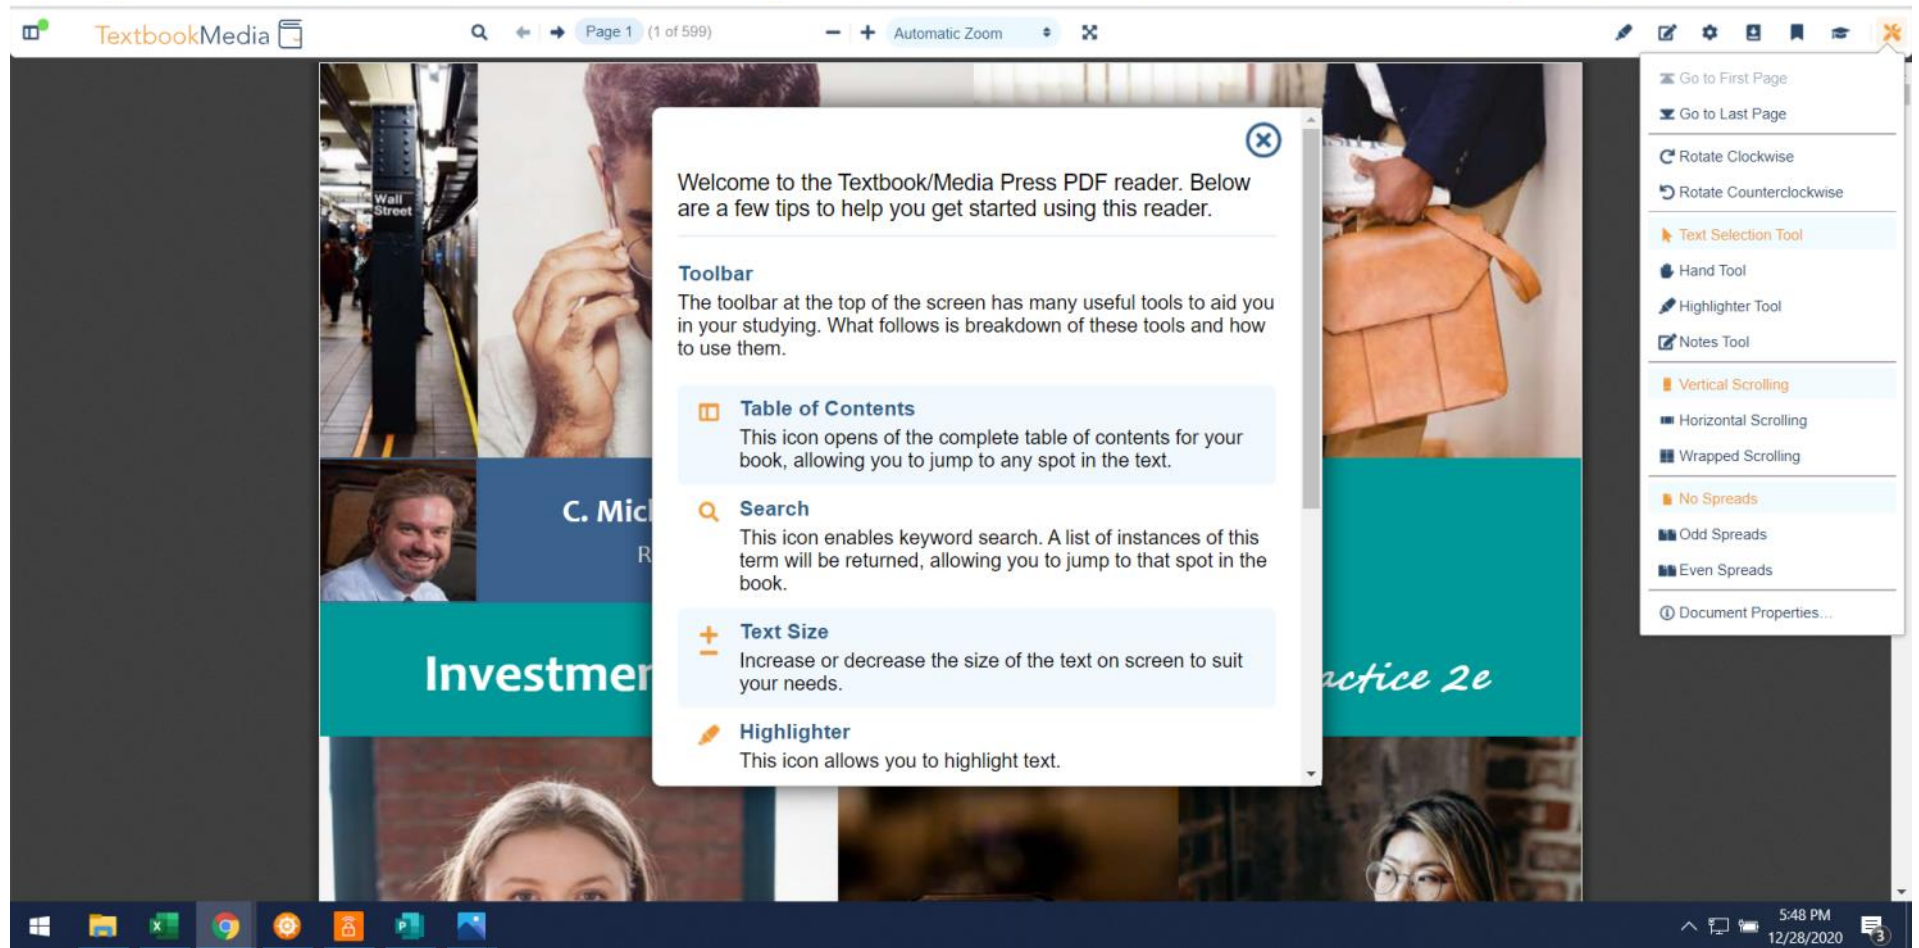 TextbookMedia
Page 1 (1 of 599)
Automatic Zoom
Go to First Page
Go to Last Page
Rotate Clockwise
Rotate Counterclockwise
Text Selection Tool
Hand Tool
Highlighter Tool
Notes Tool
Vertical Scrolling
Horizontal Scrolling
Wrapped Scrolling
No Spreads
Odd Spreads
Even Spreads
Document Properties...
Wall
Street
Welcome to the Textbook/Media Press PDF reader. Below
are a few tips to help you get started using this reader.
Toolbar
The toolbar at the top of the screen has many useful tools to aid you
in your studying. What follows is breakdown of these tools and how
to use them.
Table of Contents
This icon opens of the complete table of contents for your
book, allowing you to jump to any spot in the text.
Search
This icon enables keyword search. A list of instances of this
term will be returned, allowing you to jump to that spot in the
book.
Text Size
Increase or decrease the size of the text on screen to suit
your needs.
Highlighter
This icon allows you to highlight text.
C. Micl
R
Investmer
actice 2e
5:48 PM
12/28/2020
3